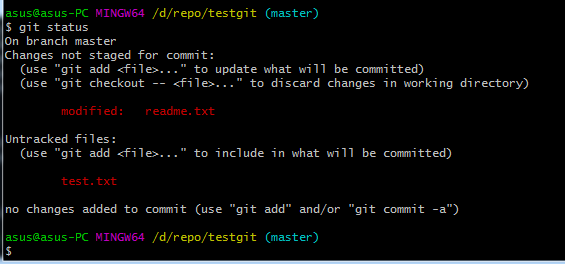 asus@asus-PC MINGW64 /d/repo/testgit (master)
$ git status
On branch master
Changes not staged for commit:
  (use "git add <file>..." to update what will be committed)
  (use "git checkout -- <file>..." to discard changes in working directory)
        modified:   readme.txt
Untracked files:
  (use "git add <file>..." to include in what will be committed)
        test.txt
no changes added to commit (use "git add" and/or "git commit -a")
asus@asus-PC MINGW64 /d/repo/testgit (master)
$